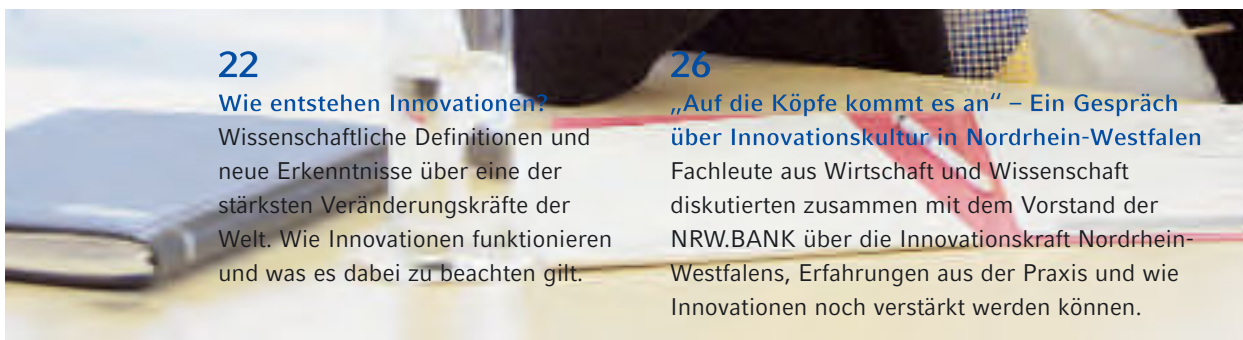 22
Wie entstehen Innovationen?
Wissenschaftliche Definitionen und
neue Erkenntnisse über eine der
stärksten Veränderungskräfte der
Welt. Wie Innovationen funktionieren
und was es dabei zu beachten gilt.
26
„Auf die Köpfe kommt es an“ – Ein Gespräch
über Innovationskultur in Nordrhein-Westfalen
Fachleute aus Wirtschaft und Wissenschaft
diskutierten zusammen mit dem Vorstand der
NRW.BANK über die Innovationskraft Nordrhein-
Westfalens, Erfahrungen aus der Praxis und wie
Innovationen noch verstärkt werden können.